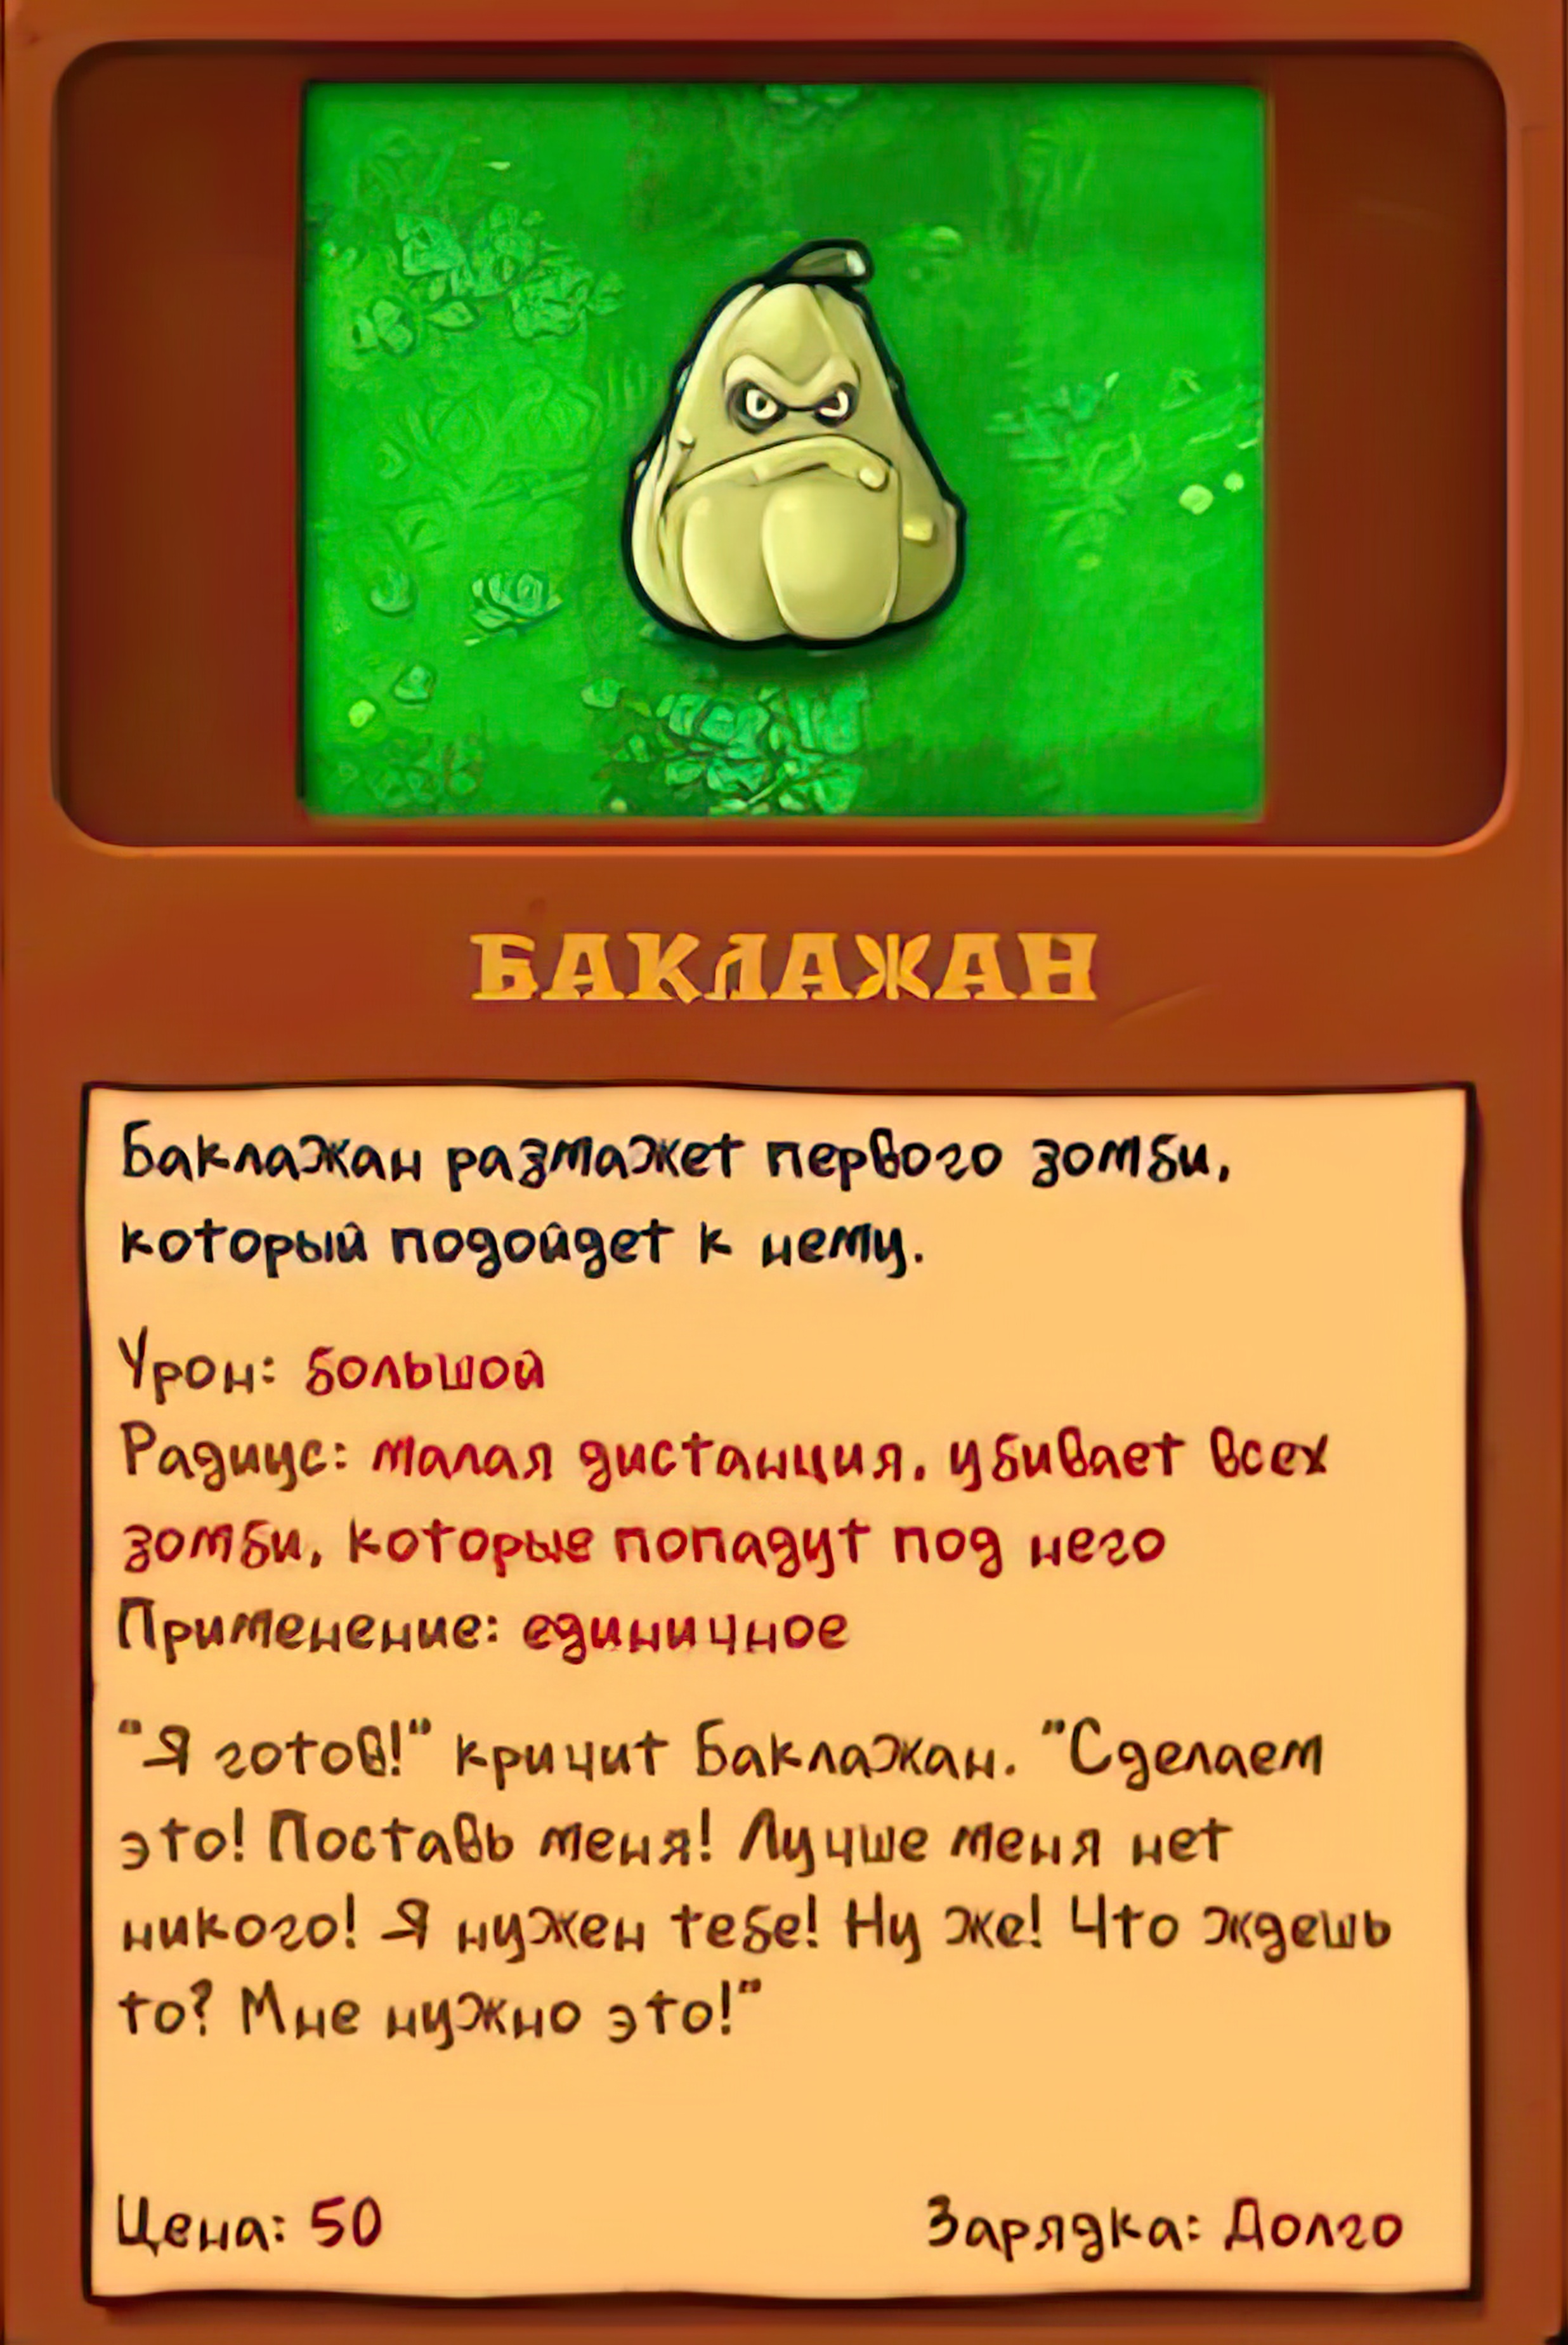 БАКЛАЖАН
Баклажан размажет первого зомби,
который подойдет к нему.
Урон: большой
Радиус: малая дистанция, убивает всех
зомби, которые попадут под него
Применение: единичное
"Я готов!" кричит Баклажан. "Сделаем
это! Поставь меня! Лучше меня нет
никого! Я нужен тебе! Ну же! Что ждешь
то? Мне нужно это!"
Цена: 50 Зарядка: Долго